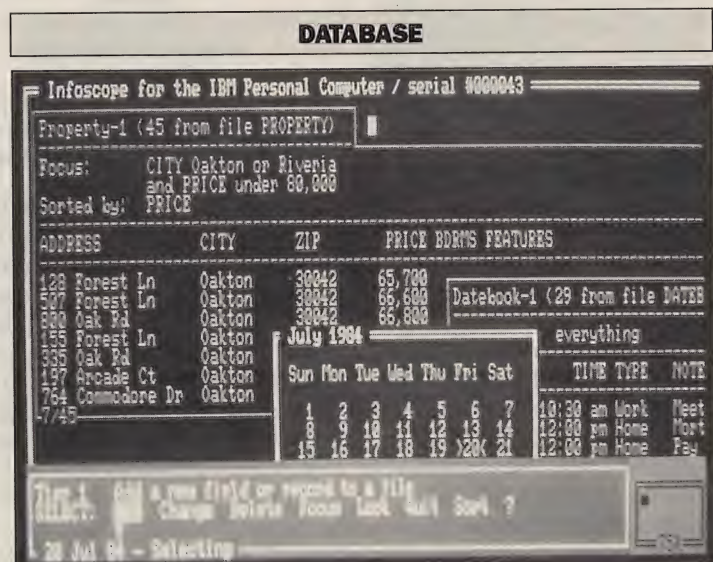 DATABASE
Infoscope for the IBM Personal Computer / serial #000043
Property-1 (45 from file PROPERTY)
Focus: CITY Oakton or Riveria
and PRICE under 80,000
Sorted by: PRICE
ADDRESS CITY ZIP PRICE BDRMS FEATURES
128 Forest Ln Oakton 30042 65,700
507 Forest Ln Oakton 30042 66,600
800 Oak Rd Oakton 30042 66,800
155 Forest Ln Oakton
335 Oak Rd Oakton
197 Arcade Ct Oakton
764 Commodore Dr Oakton
7/45
Datebook-1 (29 from file DATEB
everything
TIME TYPE NOTE
10:30 am Work Meet
12:00 pm Home Mort
12:00 pm Home Pay
July 1984
Sun Mon Tue Wed Thu Fri Sat
1 2 3 4 5 6 7
8 9 10 11 12 13 14
15 16 17 18 19 >20< 21
Add a new field or record to a file
SELECT: Change Delete Focus Look Quit Sort ?
20 Jul 84 - Selecting